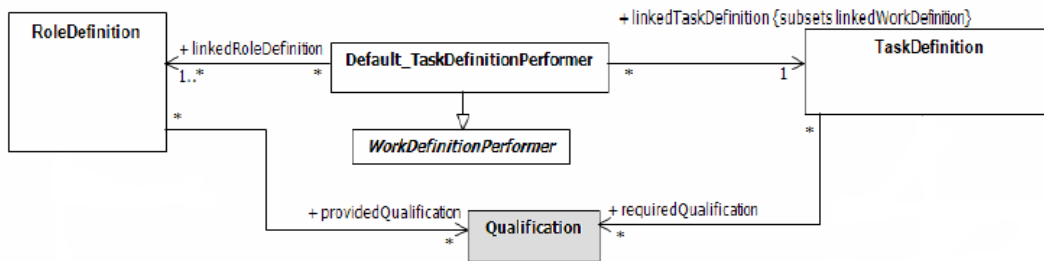 + linkedTaskDefinition {subsets linkedWorkDefinition}
RoleDefinition
TaskDefinition
+ linkedRoleDefinition
Default_TaskDefinitionPerformer
1..*
*
*
1
*
*
WorkDefinitionPerformer
+ providedQualification
+ requiredQualification
Qualification
*
*